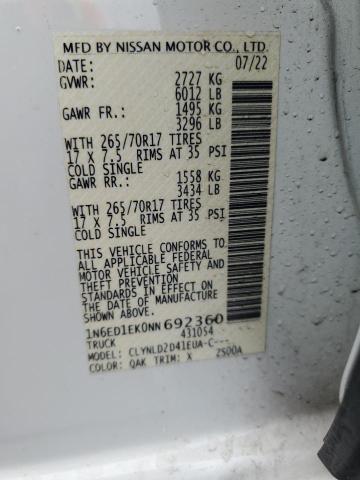 MFD BY NISSAN MOTOR CO., LTD.
DATE: 07/22
GVWR: 2727 KG
6012 LB
GAWR FR.: 1495 KG
3296 LB
WITH 265/70R17 TIRES
17 X 7.5 RIMS AT 35 PSI
COLD SINGLE
GAWR RR.: 1558 KG
3434 LB
WITH 265/70R17 TIRES
17 X 7.5 RIMS AT 35 PSI
COLD SINGLE
THIS VEHICLE CONFORMS TO
ALL APPLICABLE FEDERAL
MOTOR VEHICLE SAFETY
STANDARDS IN EFFECT ON
THE DATE OF MANUFACTURE
SHOWN ABOVE.
1N6ED1EK0NN692360
TRUCK 431054
MODEL: CLYNLD2D41EUA-C---
COLOR: QAK TRIM: X 2S00A